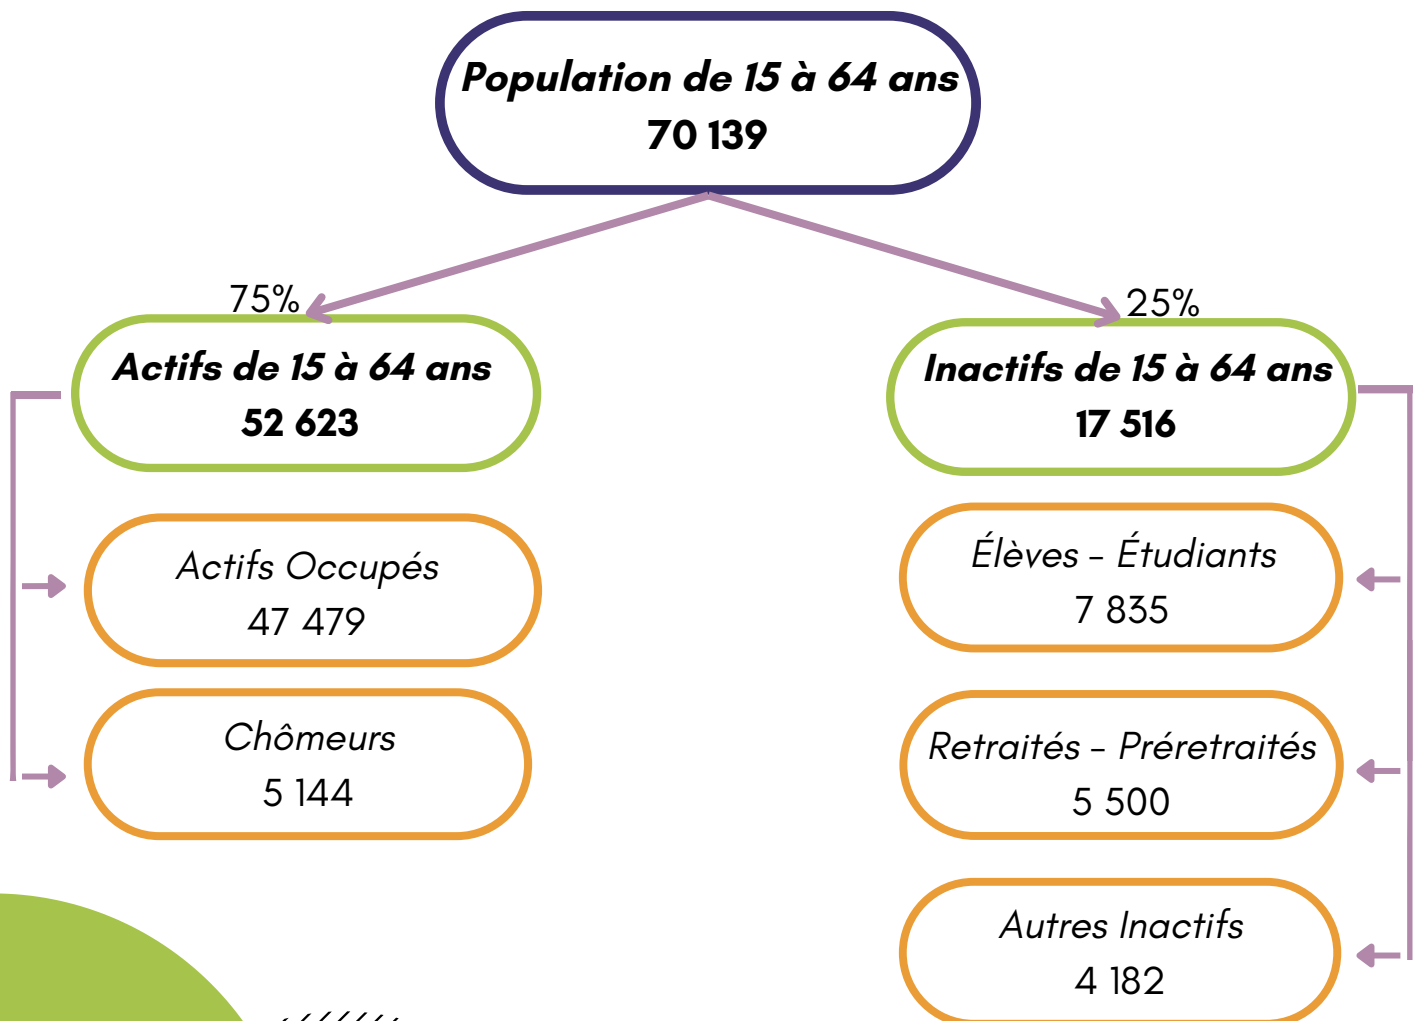 Population de 15 à 64 ans
70 139
75%
25%
Actifs de 15 à 64 ans
52 623
Inactifs de 15 à 64 ans
17 516
Actifs Occupés
47 479
Chômeurs
5 144
Élèves - Étudiants
7 835
Retraités - Préretraités
5 500
Autres Inactifs
4 182